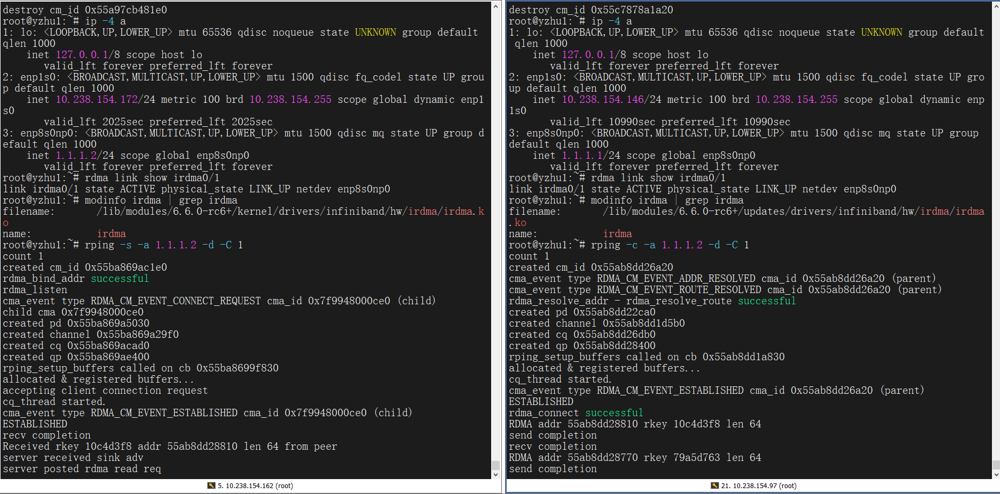 destroy cm_id 0x55a97cb481e0
root@yzhu1:~# ip -4 a
1: lo: <LOOPBACK,UP,LOWER_UP> mtu 65536 qdisc noqueue state UNKNOWN group default
qlen 1000
    inet 127.0.0.1/8 scope host lo
       valid_lft forever preferred_lft forever
2: enp1s0: <BROADCAST,MULTICAST,UP,LOWER_UP> mtu 1500 qdisc fq_codel state UP grou
p default qlen 1000
    inet 10.238.154.172/24 metric 100 brd 10.238.154.255 scope global dynamic enp1
s0
       valid_lft 2025sec preferred_lft 2025sec
3: enp8s0np0: <BROADCAST,MULTICAST,UP,LOWER_UP> mtu 1500 qdisc mq state UP group d
efault qlen 1000
    inet 1.1.1.2/24 scope global enp8s0np0
       valid_lft forever preferred_lft forever
root@yzhu1:~# rdma link show irdma0/1
link irdma0/1 state ACTIVE physical_state LINK_UP netdev enp8s0np0
root@yzhu1:~# modinfo irdma | grep irdma
filename:       /lib/modules/6.6.0-rc6+/kernel/drivers/infiniband/hw/irdma/irdma.k
o
name:           irdma
root@yzhu1:~# rping -s -a 1.1.1.2 -d -C 1
count 1
created cm_id 0x55ba869ac1e0
rdma_bind_addr successful
rdma_listen
cma_event type RDMA_CM_EVENT_CONNECT_REQUEST cma_id 0x7f9948000ce0 (child)
child cma 0x7f9948000ce0
created pd 0x55ba869a5030
created channel 0x55ba869a29f0
created cq 0x55ba869acad0
created qp 0x55ba869ae400
rping_setup_buffers called on cb 0x55ba8699f830
allocated & registered buffers...
accepting client connection request
cq_thread started.
cma_event type RDMA_CM_EVENT_ESTABLISHED cma_id 0x7f9948000ce0 (child)
ESTABLISHED
recv completion
Received rkey 10c4d3f8 addr 55ab8dd28810 len 64 from peer
server received sink adv
server posted rdma read req
5. 10.238.154.162 (root)
destroy cm_id 0x55c7878a1a20
root@yzhu1:~# ip -4 a
1: lo: <LOOPBACK,UP,LOWER_UP> mtu 65536 qdisc noqueue state UNKNOWN group default
 qlen 1000
    inet 127.0.0.1/8 scope host lo
       valid_lft forever preferred_lft forever
2: enp1s0: <BROADCAST,MULTICAST,UP,LOWER_UP> mtu 1500 qdisc fq_codel state UP gro
up default qlen 1000
    inet 10.238.154.146/24 metric 100 brd 10.238.154.255 scope global dynamic enp
1s0
       valid_lft 10990sec preferred_lft 10990sec
3: enp8s0np0: <BROADCAST,MULTICAST,UP,LOWER_UP> mtu 1500 qdisc mq state UP group
default qlen 1000
    inet 1.1.1.1/24 scope global enp8s0np0
       valid_lft forever preferred_lft forever
root@yzhu1:~# rdma link show irdma0/1
link irdma0/1 state ACTIVE physical_state LINK_UP netdev enp8s0np0
root@yzhu1:~# modinfo irdma | grep irdma
filename:       /lib/modules/6.6.0-rc6+/updates/drivers/infiniband/hw/irdma/irdma
.ko
name:           irdma
root@yzhu1:~# rping -c -a 1.1.1.2 -d -C 1
count 1
created cm_id 0x55ab8dd26a20
cma_event type RDMA_CM_EVENT_ADDR_RESOLVED cma_id 0x55ab8dd26a20 (parent)
cma_event type RDMA_CM_EVENT_ROUTE_RESOLVED cma_id 0x55ab8dd26a20 (parent)
rdma_resolve_addr - rdma_resolve_route successful
created pd 0x55ab8dd22ca0
created channel 0x55ab8dd1d5b0
created cq 0x55ab8dd26db0
created qp 0x55ab8dd28400
rping_setup_buffers called on cb 0x55ab8dd1a830
allocated & registered buffers...
cq_thread started.
cma_event type RDMA_CM_EVENT_ESTABLISHED cma_id 0x55ab8dd26a20 (parent)
ESTABLISHED
rdma_connect successful
RDMA addr 55ab8dd28810 rkey 10c4d3f8 len 64
send completion
recv completion
RDMA addr 55ab8dd28770 rkey 79a5d763 len 64
send completion
21. 10.238.154.97 (root)